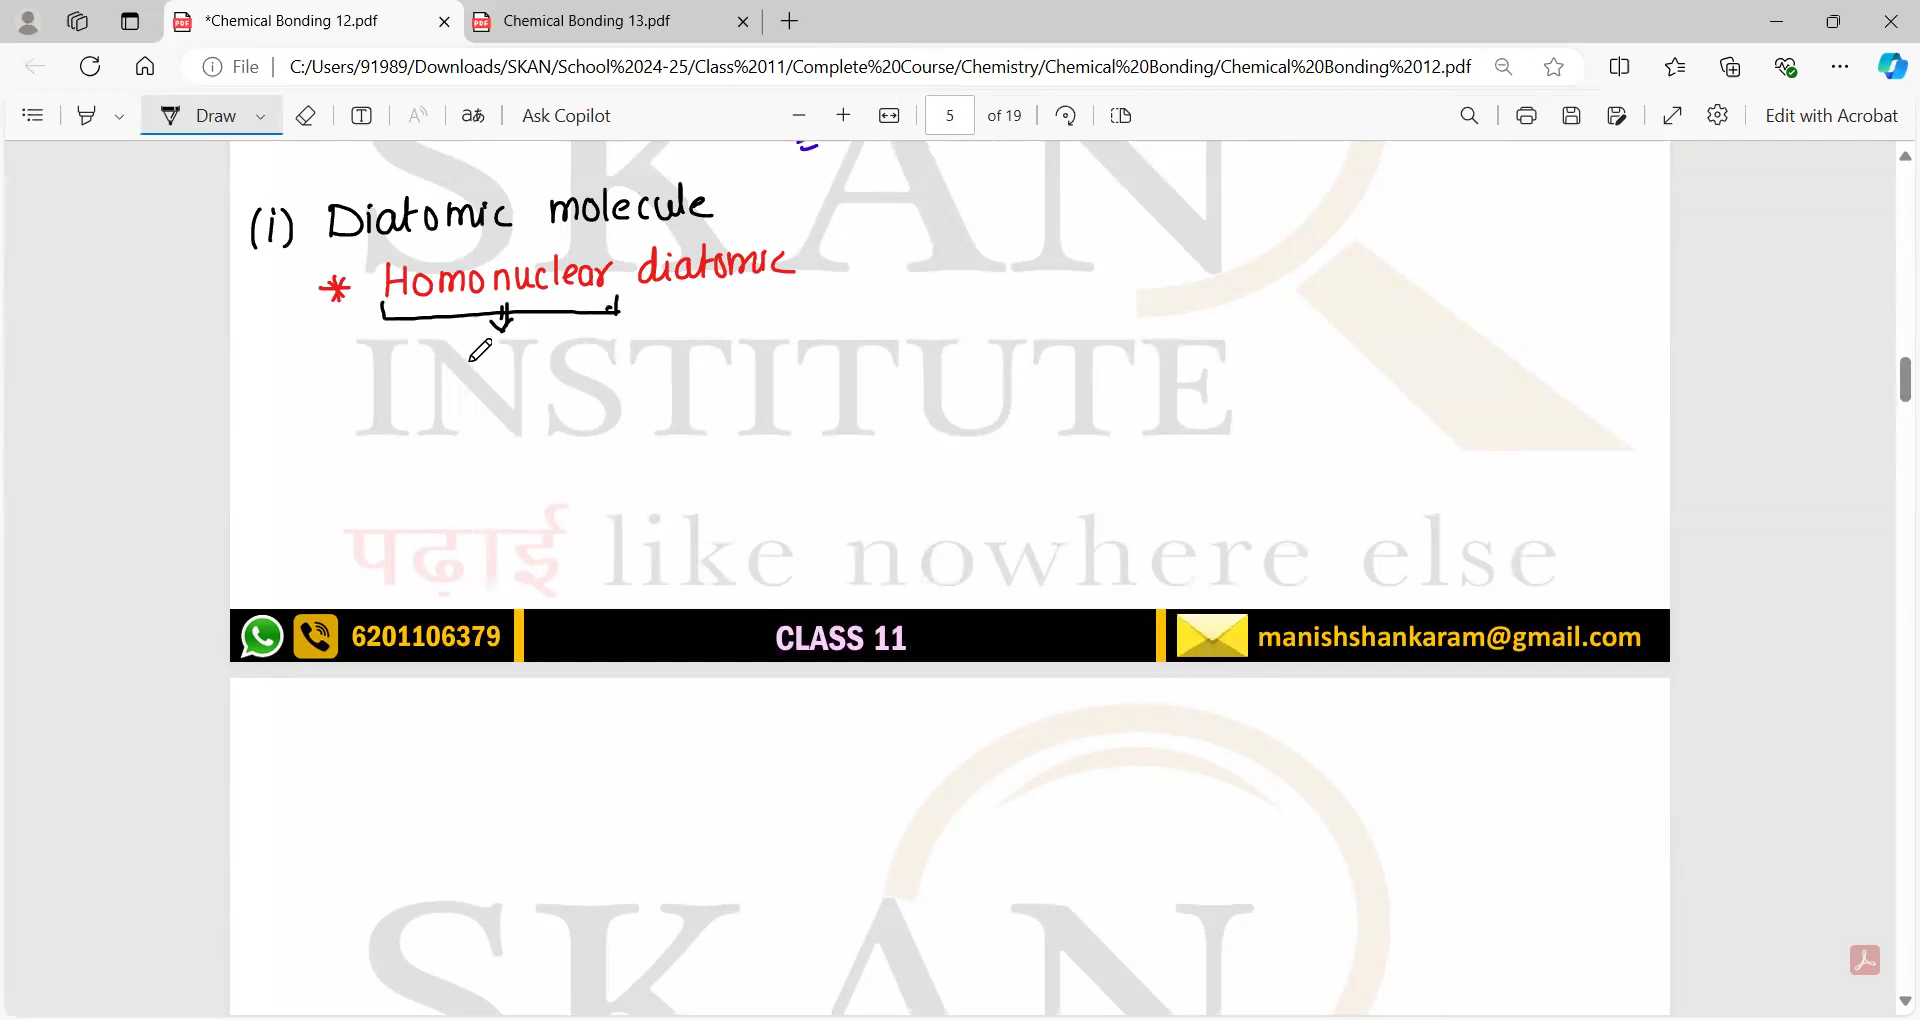 *Chemical Bonding 12.pdf
Chemical Bonding 13.pdf
File
C:/Users/91989/Downloads/SKAN/School%2024-25/Class%2011/Complete%20Course/Chemistry/Chemical%20Bonding/Chemical%20Bonding%2012.pdf
Draw
T
A
aあ
Ask Copilot
5 of 19
Edit with Acrobat
SKAN
(i) Diatomic molecule
* Homonuclear diatomic
INSTITUTE
पढ़ाई like nowhere else
6201106379
CLASS 11
manishshankaram@gmail.com
SKAN